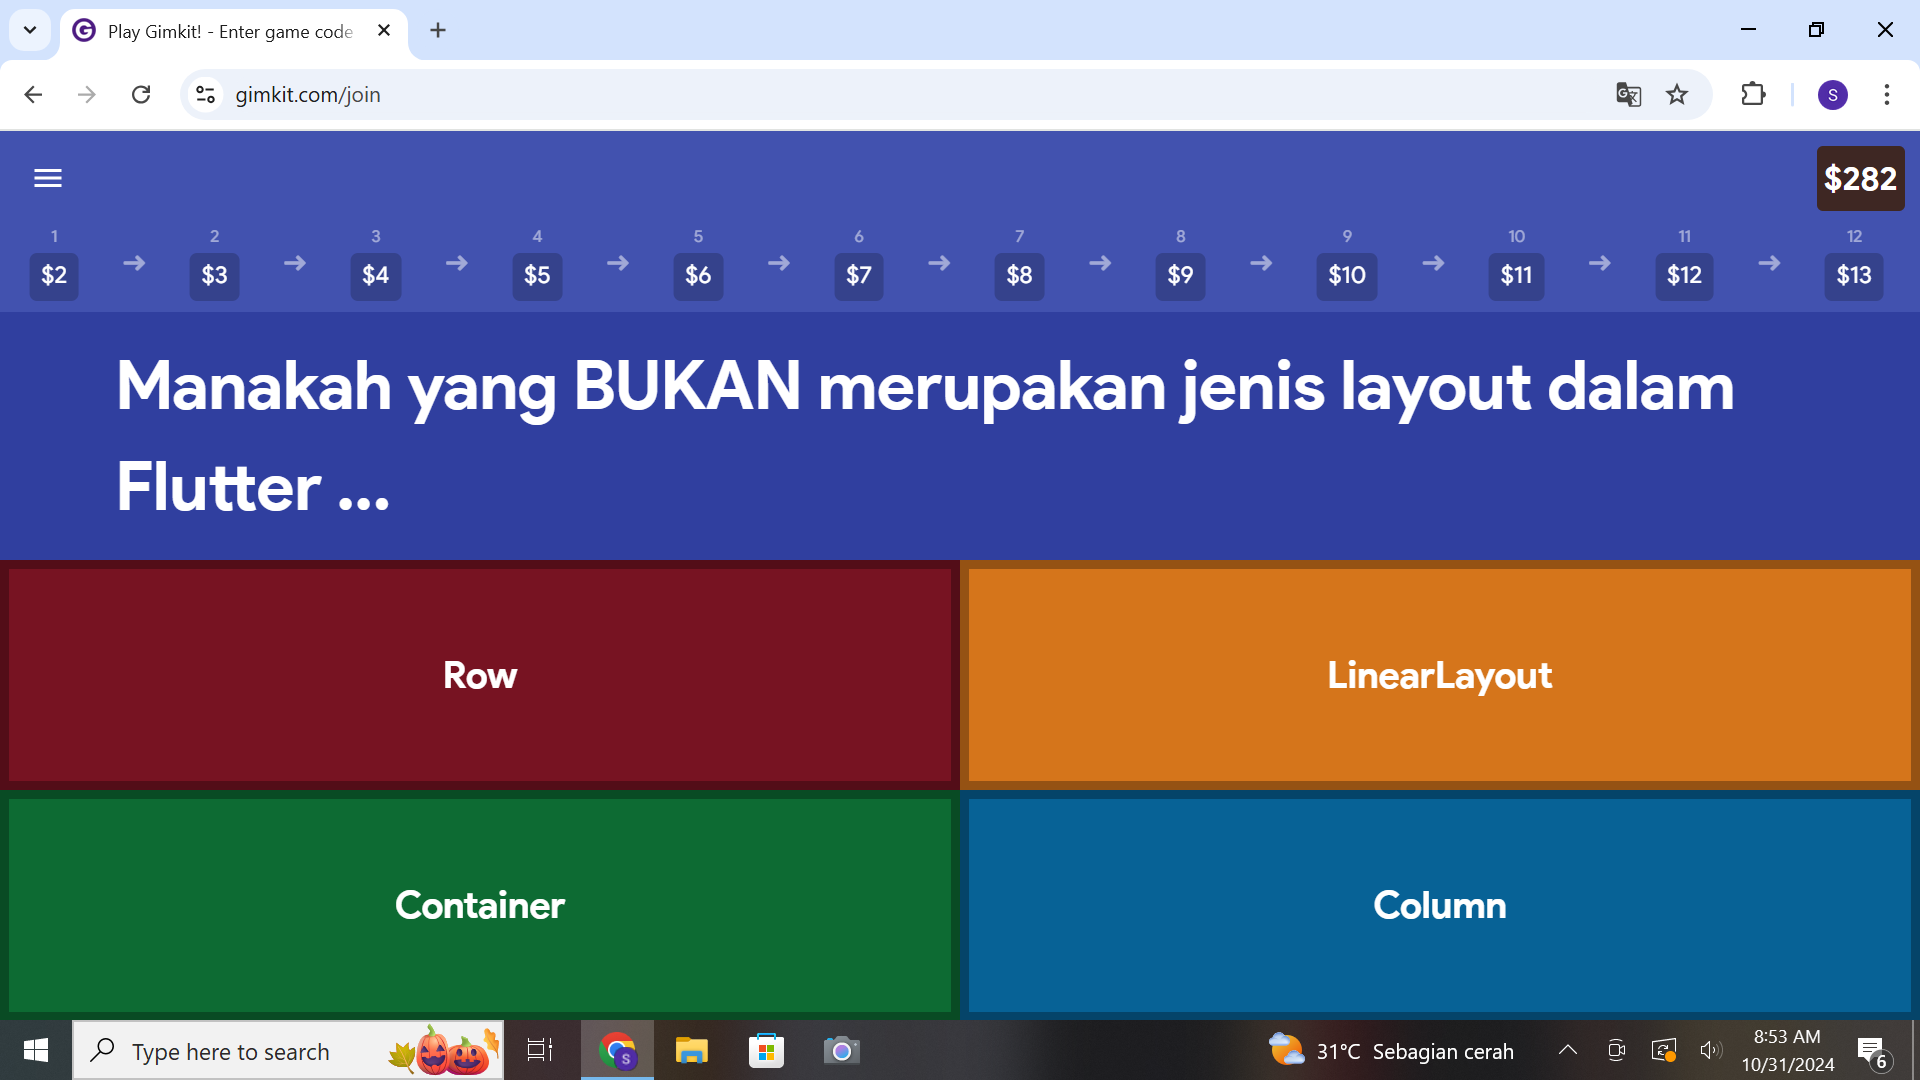 Play Gimkit! - Enter game code
gimkit.com/join
S
$282
1 2 3 4 5 6 7 8 9 10 11 12
$2 → $3 → $4 → $5 → $6 → $7 → $8 → $9 → $10 → $11 → $12 → $13
Manakah yang BUKAN merupakan jenis layout dalam
Flutter ...
Row
LinearLayout
Container
Column
Type here to search
S
31°C Sebagian cerah
8:53 AM
10/31/2024
6